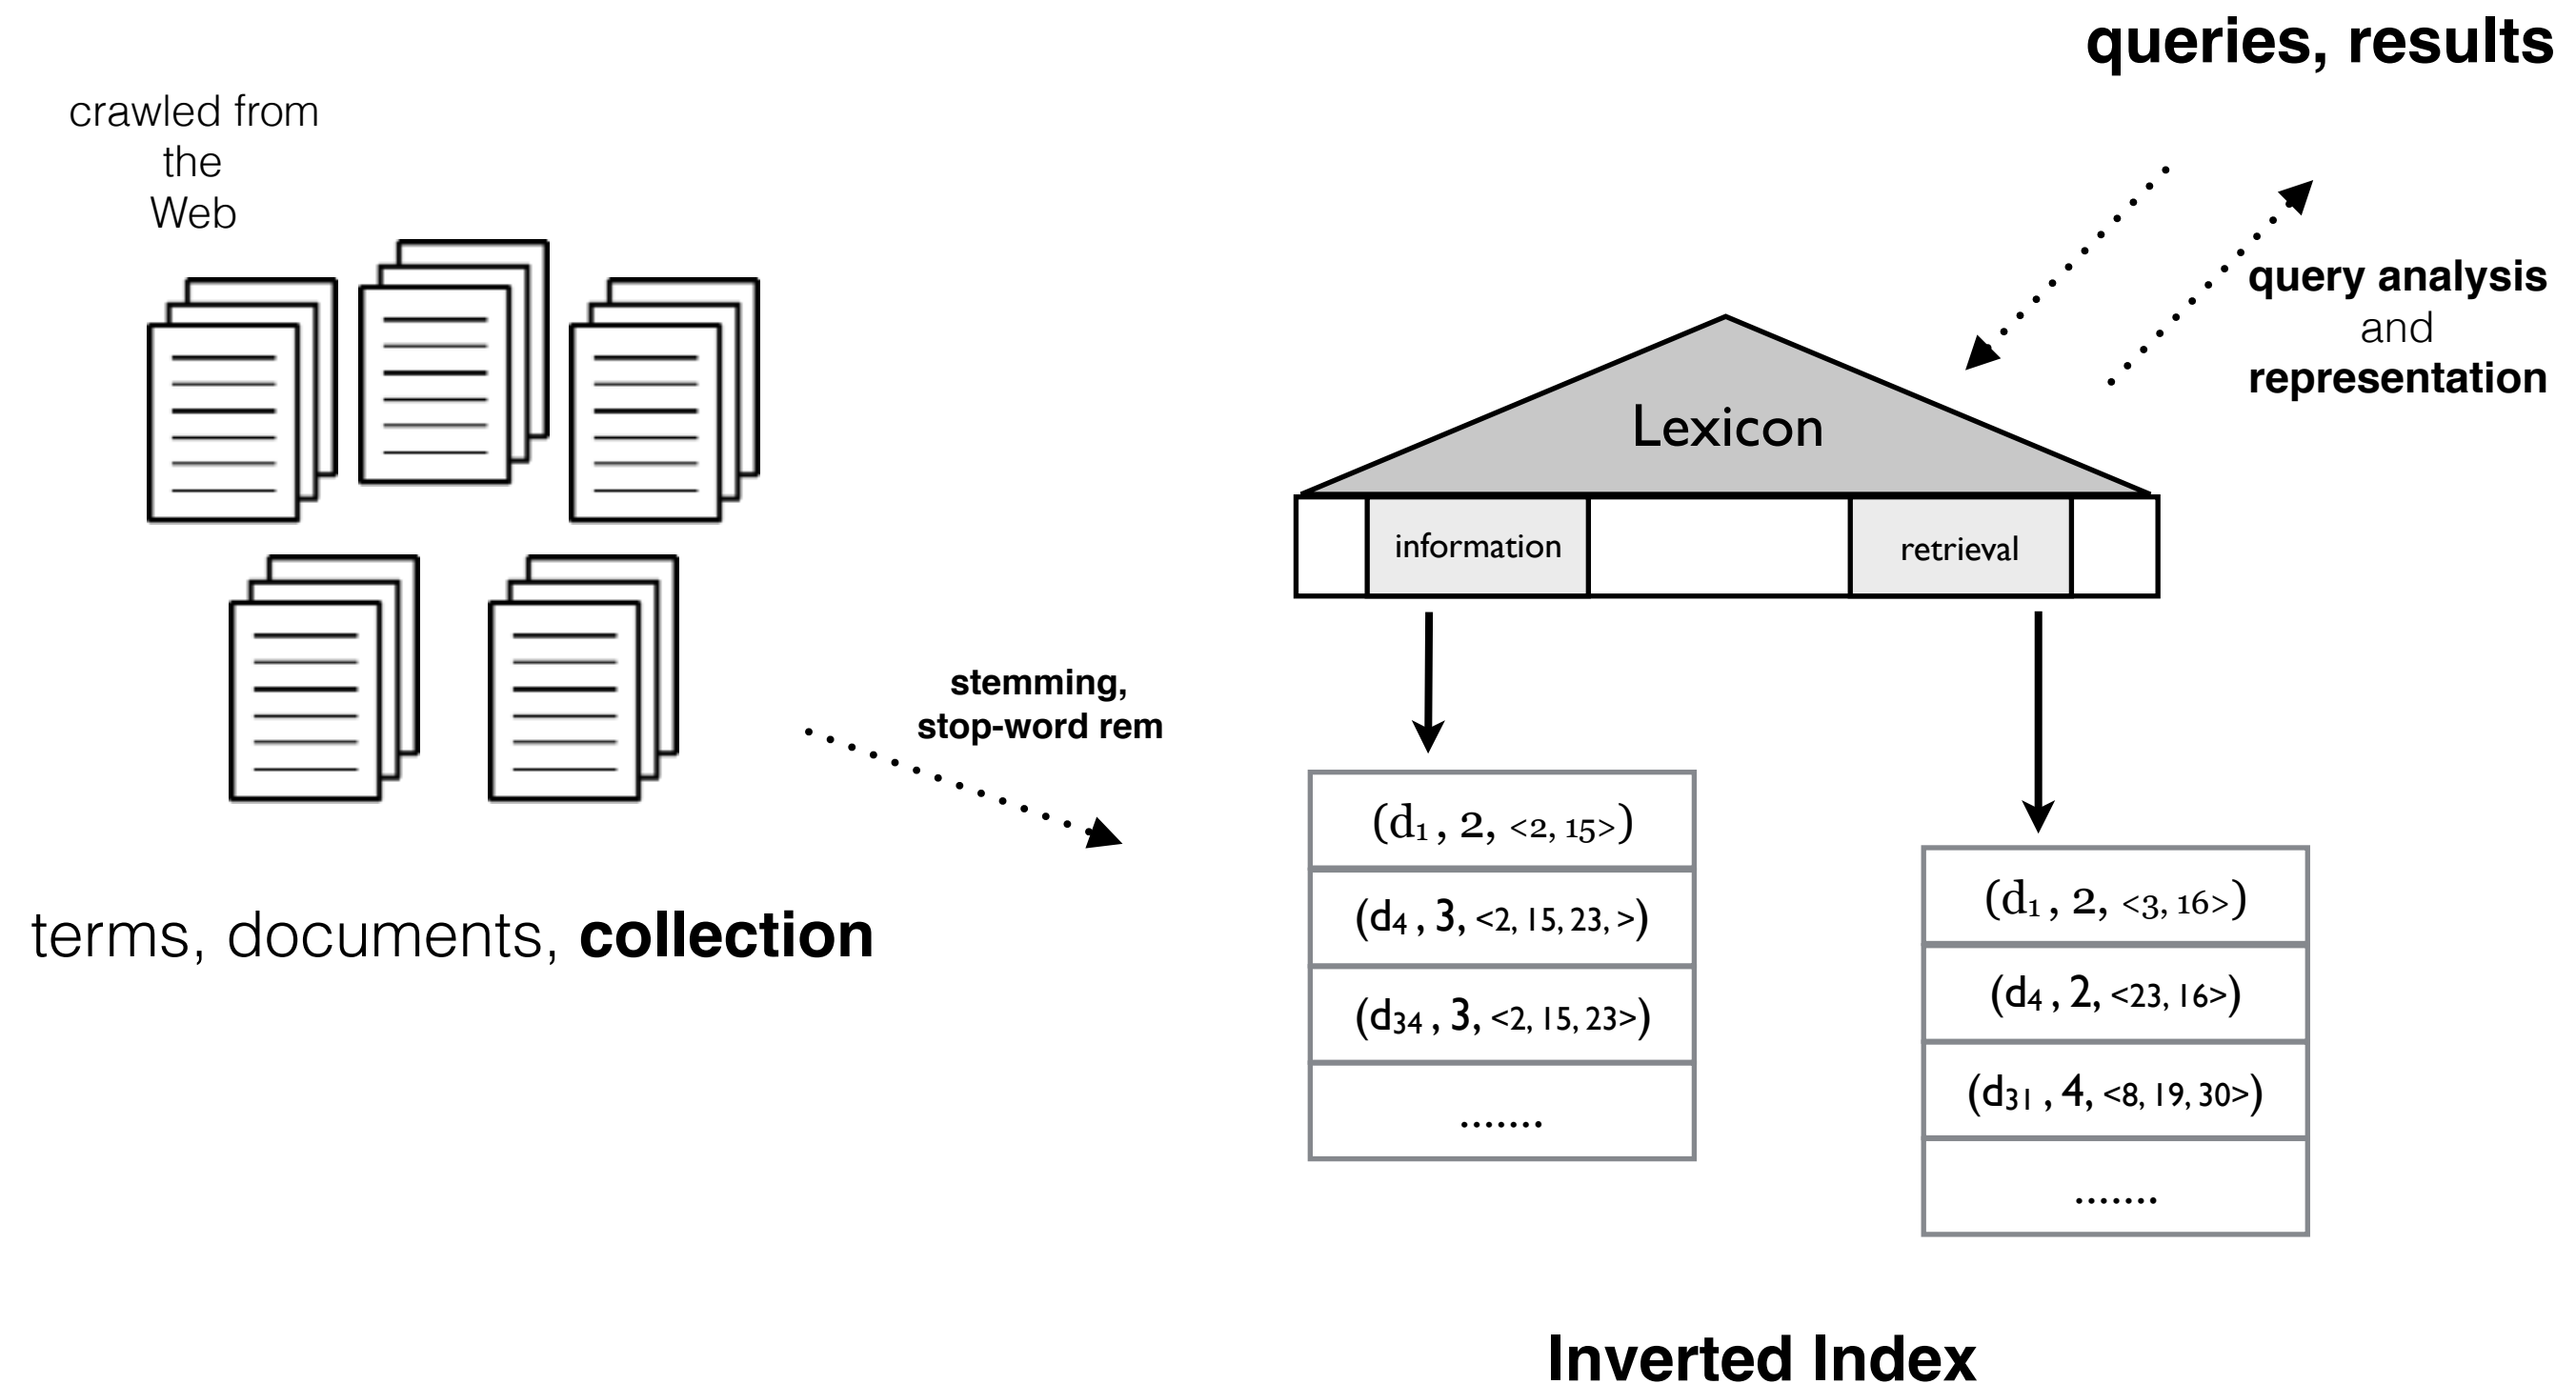 queries, results
crawled from
the
Web
query analysis
and
representation
Lexicon
information
retrieval
stemming,
stop-word rem
(d₁ , 2, <2, 15>)
(d₄ , 3, <2, 15, 23, >)
(d₃₄ , 3, <2, 15, 23>)
.......
(d₁ , 2, <3, 16>)
(d₄ , 2, <23, 16>)
(d₃₁ , 4, <8, 19, 30>)
.......
terms, documents, collection
Inverted Index